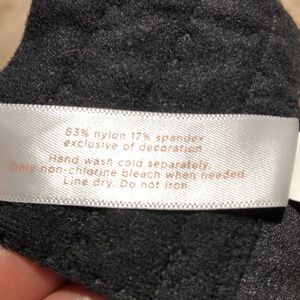 83% nylon 17% spandex
exclusive of decoration
Hand wash cold separately.
Only non-chlorine bleach when needed.
Line dry. Do not iron.